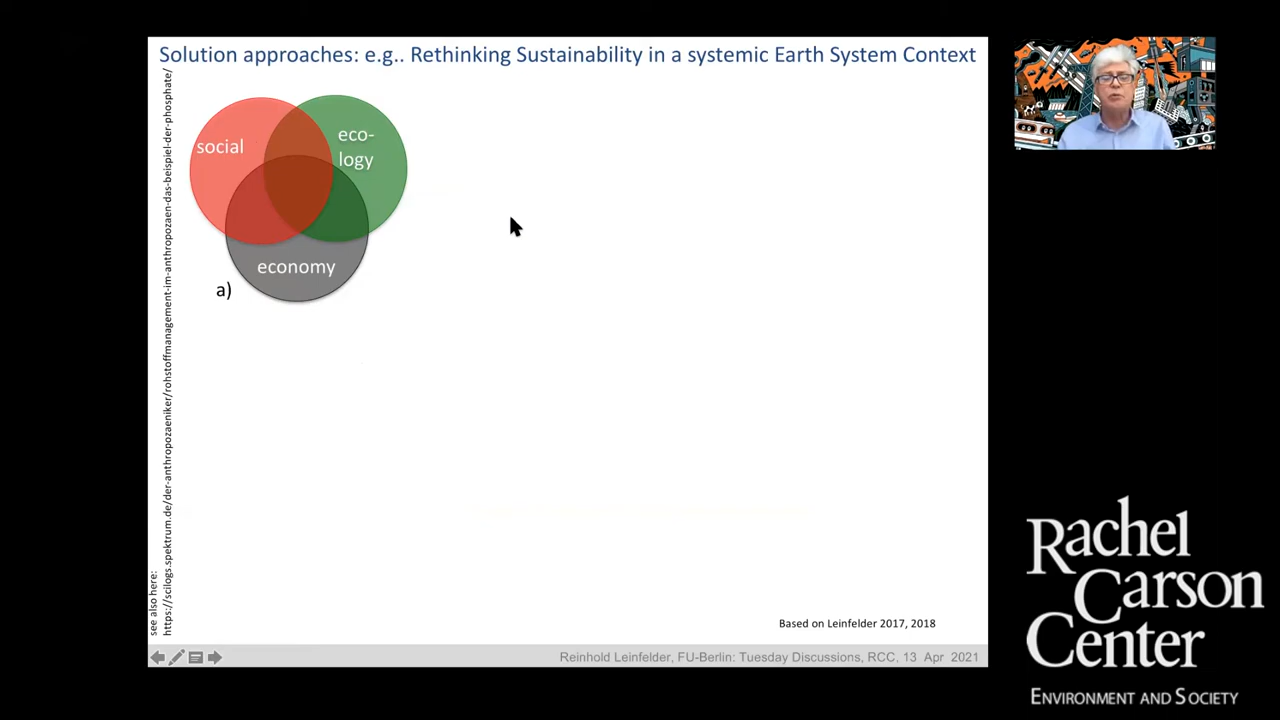 Solution approaches: e.g.. Rethinking Sustainability in a systemic Earth System Context
see also here:
https://scilogs.spektrum.de/der-anthropozaeniker/rohstoffmanagement-im-anthropozaen-das-beispiel-der-phosphate/
social
eco-
logy
economy
a)
Based on Leinfelder 2017, 2018
Reinhold Leinfelder, FU-Berlin: Tuesday Discussions, RCC, 13 Apr 2021
Rachel
Carson
Center
ENVIRONMENT AND SOCIETY